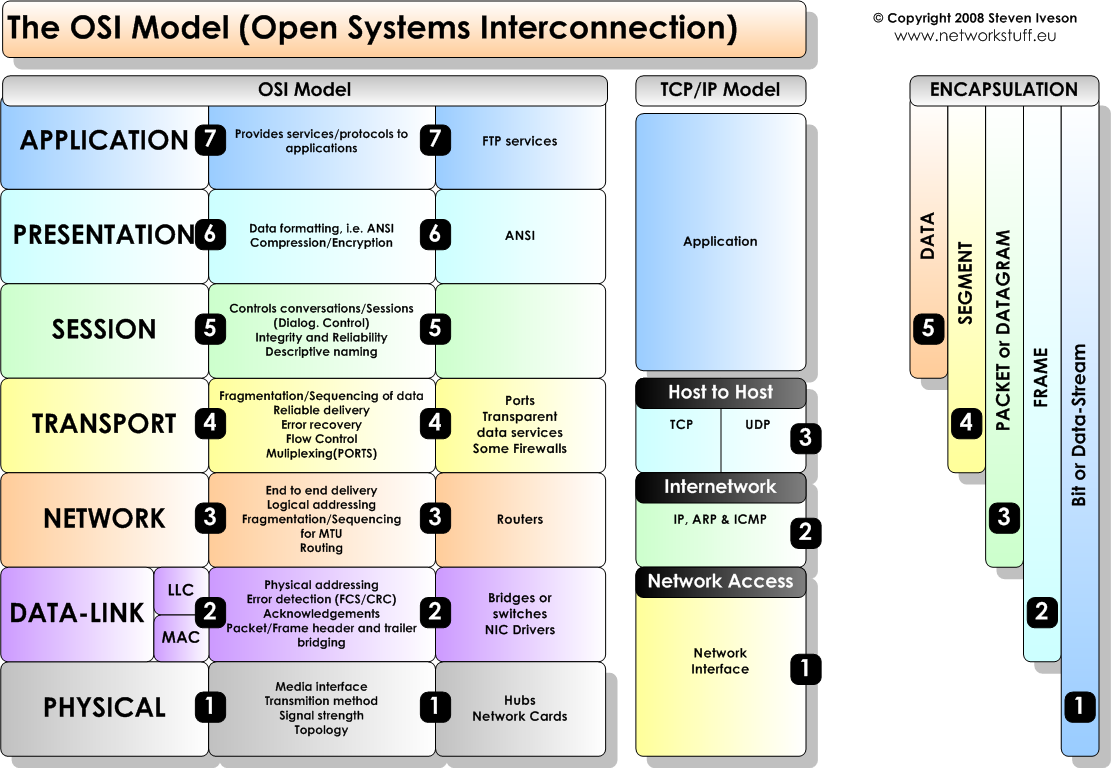 The OSI Model (Open Systems Interconnection)
© Copyright 2008 Steven Iveson
www.networkstuff.eu
OSI Model
APPLICATION
7
Provides services/protocols to
applications
7
FTP services
PRESENTATION
6
Data formatting, i.e. ANSI
Compression/Encryption
6
ANSI
SESSION
5
Controls conversations/Sessions
(Dialog. Control)
Integrity and Reliability
Descriptive naming
5
TRANSPORT
4
Fragmentation/Sequencing of data
Reliable delivery
Error recovery
Flow Control
Muliplexing(PORTS)
4
Ports
Transparent
data services
Some Firewalls
NETWORK
3
End to end delivery
Logical addressing
Fragmentation/Sequencing
for MTU
Routing
3
Routers
DATA-LINK
LLC
MAC
2
Physical addressing
Error detection (FCS/CRC)
Acknowledgements
Packet/Frame header and trailer
bridging
2
Bridges or
switches
NIC Drivers
PHYSICAL
1
Media interface
Transmition method
Signal strength
Topology
1
Hubs
Network Cards
TCP/IP Model
Application
Host to Host
TCP
UDP
3
Internetwork
IP, ARP & ICMP
2
Network Access
Network
Interface
1
ENCAPSULATION
DATA
5
SEGMENT
4
PACKET or DATAGRAM
3
FRAME
2
Bit or Data-Stream
1